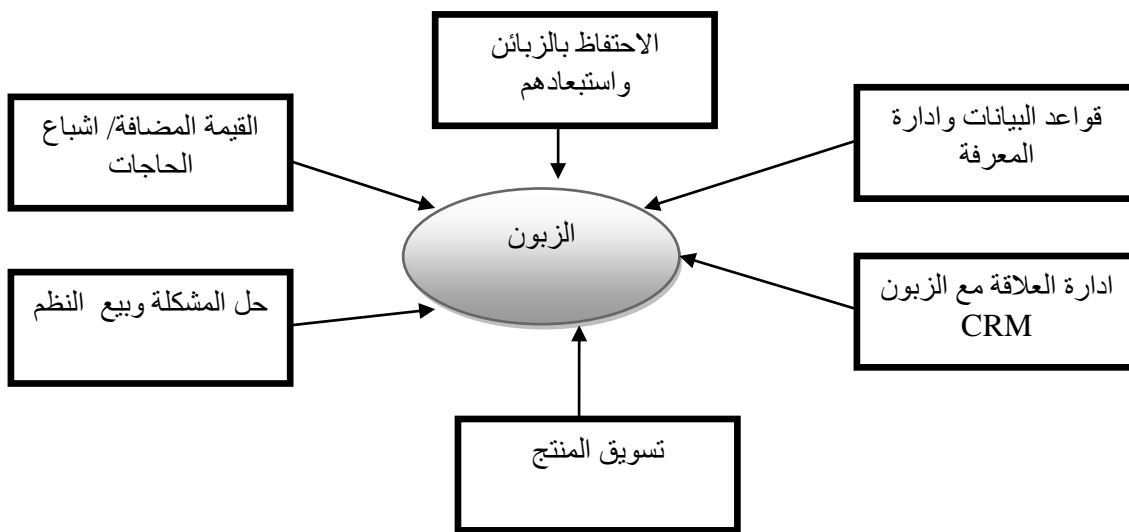 الاحتفاظ بالزبائن
واستبعادهم
قواعد البيانات وادارة
المعرفة
القيمة المضافة/ اشباع
الحاجات
الزبون
ادارة العلاقة مع الزبون
CRM
حل المشكلة وبيع النظم
تسويق المنتج